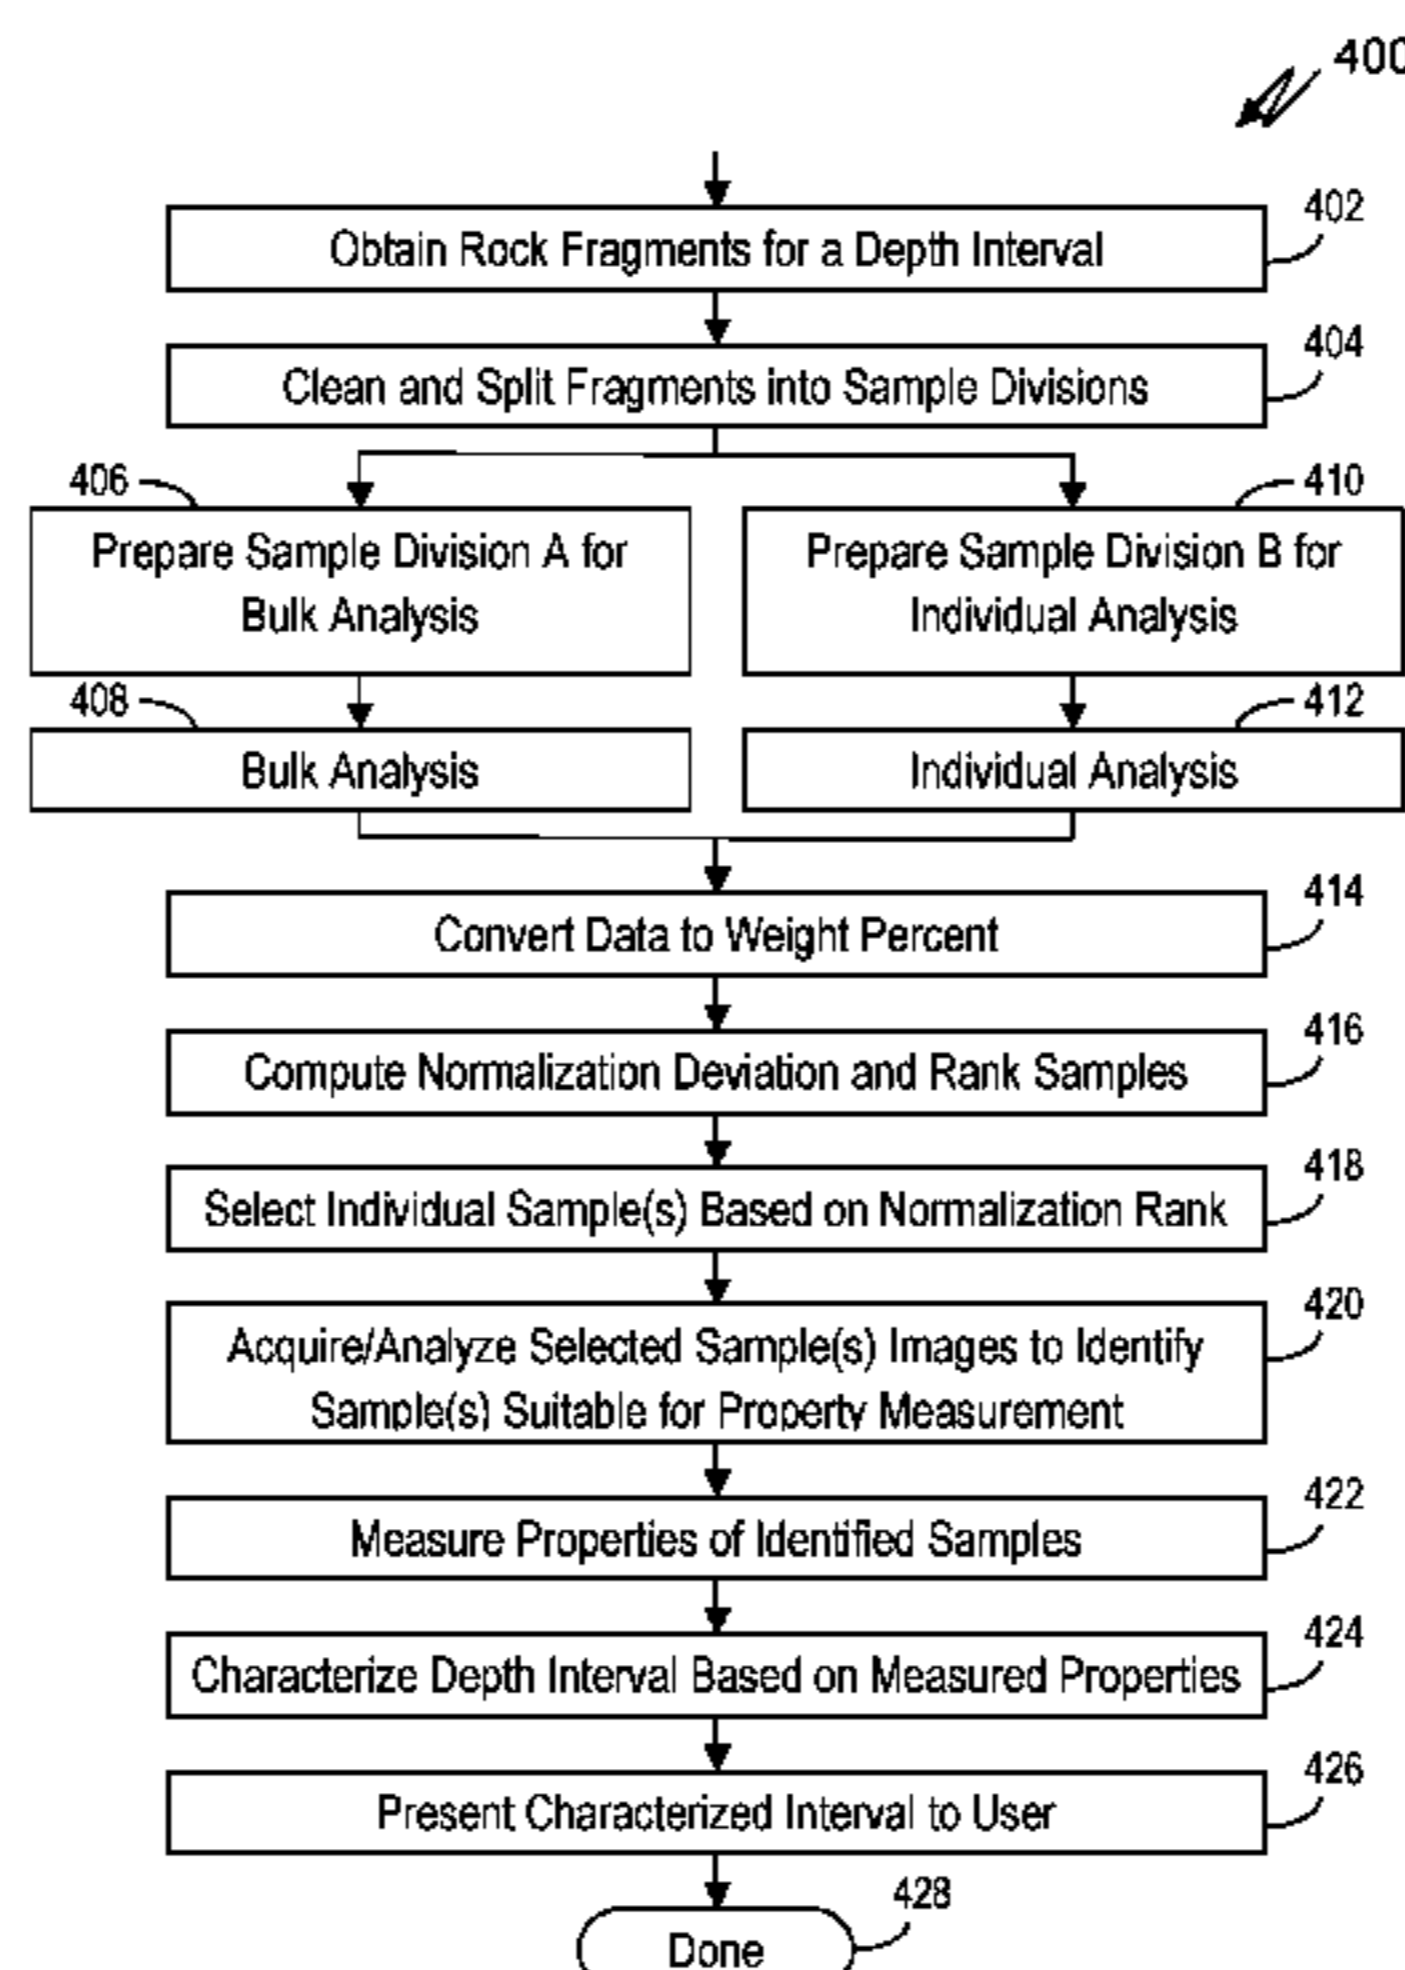 400
402
Obtain Rock Fragments for a Depth Interval
404
Clean and Split Fragments into Sample Divisions
406
Prepare Sample Division A for
Bulk Analysis
410
Prepare Sample Division B for
Individual Analysis
408
Bulk Analysis
412
Individual Analysis
414
Convert Data to Weight Percent
416
Compute Normalization Deviation and Rank Samples
418
Select Individual Sample(s) Based on Normalization Rank
420
Acquire/Analyze Selected Sample(s) Images to Identify
Sample(s) Suitable for Property Measurement
422
Measure Properties of Identified Samples
424
Characterize Depth Interval Based on Measured Properties
426
Present Characterized Interval to User
428
Done